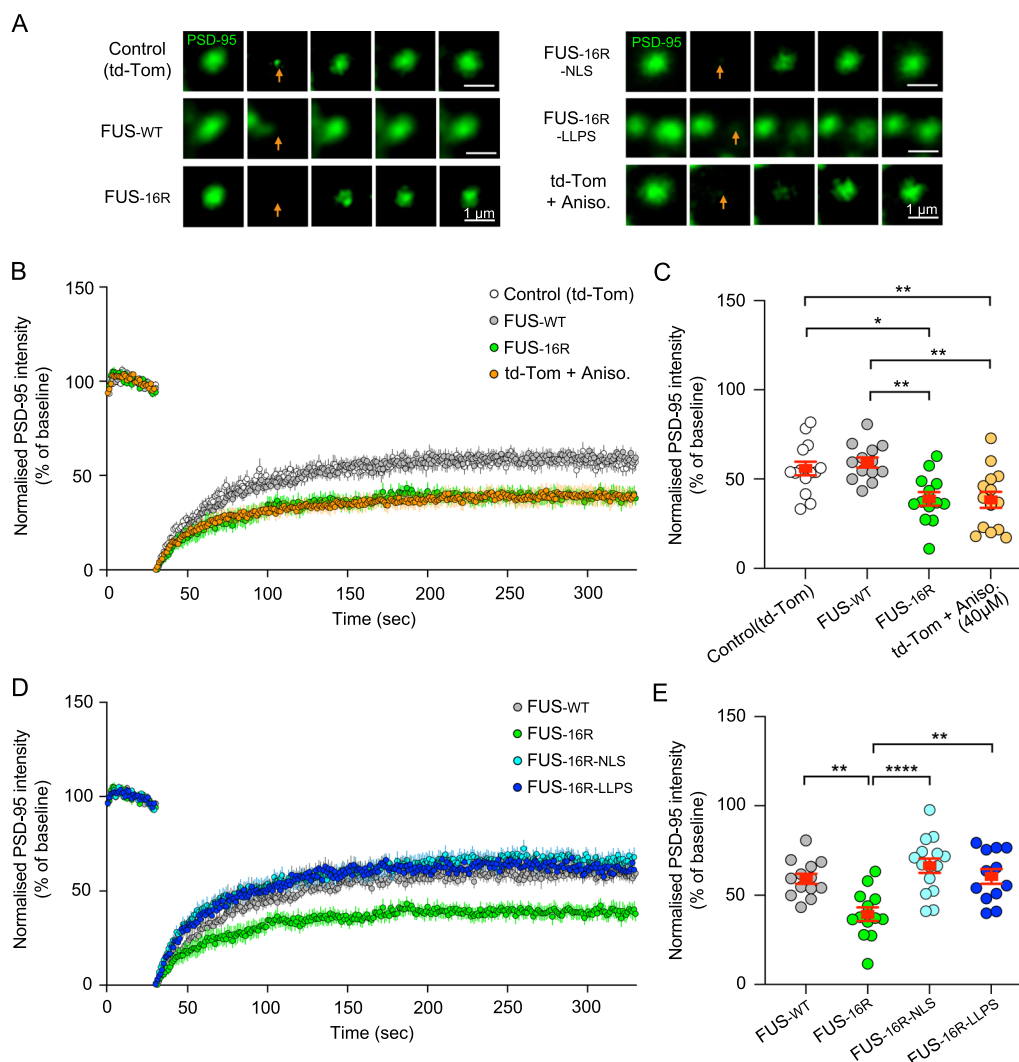 A
Control
(td-Tom)
PSD-95
FUS-WT
FUS-16R
1 µm
FUS-16R
-NLS
PSD-95
FUS-16R
-LLPS
td-Tom
+ Aniso.
1 µm
B
Normalised PSD-95 intensity
(% of baseline)
150
100
50
0
Control (td-Tom)
FUS-WT
FUS-16R
td-Tom + Aniso.
0 50 100 150 200 250 300
Time (sec)
C
Normalised PSD-95 intensity
(% of baseline)
150
100
50
0
**
*
**
**
Control(td-Tom)
FUS-WT
FUS-16R
td-Tom + Aniso.
(40µM)
D
Normalised PSD-95 intensity
(% of baseline)
150
100
50
0
FUS-WT
FUS-16R
FUS-16R-NLS
FUS-16R-LLPS
0 50 100 150 200 250 300
Time (sec)
E
Normalised PSD-95 intensity
(% of baseline)
150
100
50
0
**
** ****
FUS-WT
FUS-16R
FUS-16R-NLS
FUS-16R-LLPS